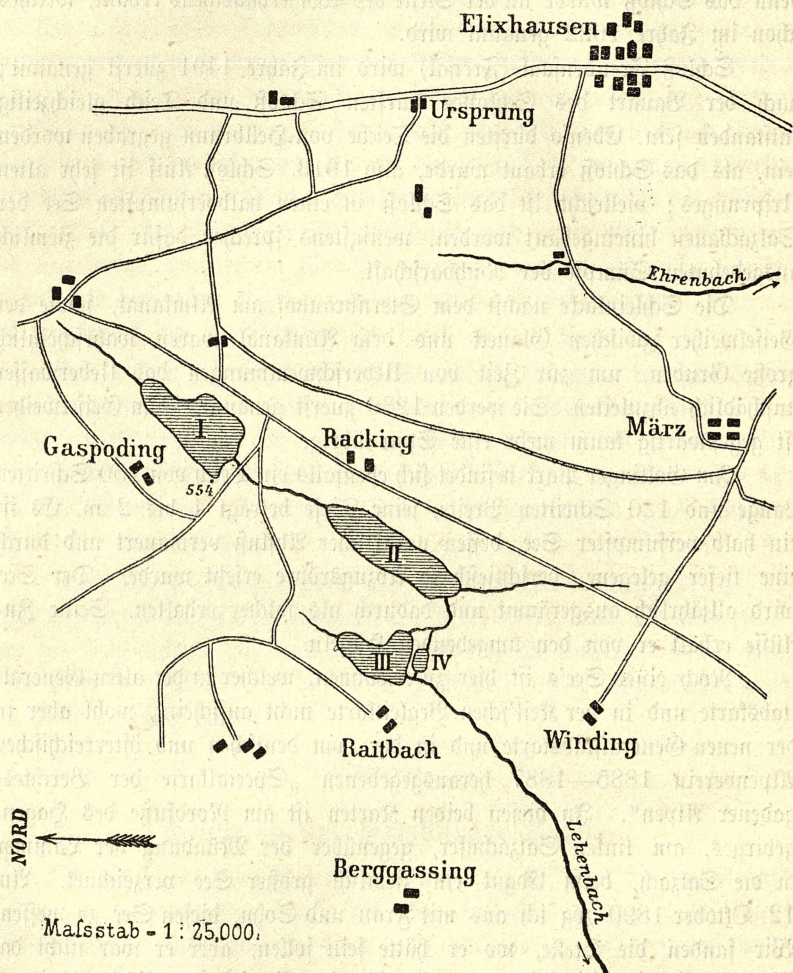 Elixhausen
Ursprung
Ehrenbach
I
Gaspoding
554
Racking
März
II
III
IV
Raitbach
Winding
NORD
Berggassing
Lehenbach
Maſsstab = 1 : 25,000.